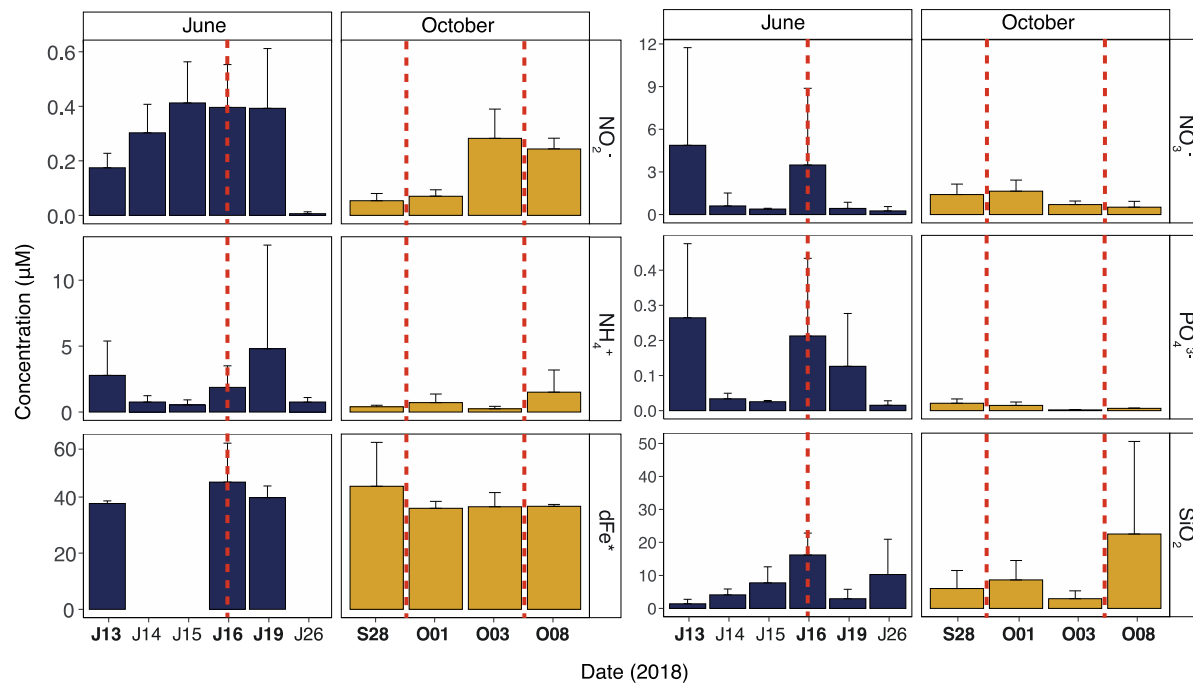 June October June October
Concentration (µM)
0.6
0.4
0.2
0.0
NO₂⁻
10
5
0
NH₄⁺
60
40
20
0
dFe*
12
9
6
3
0
NO₃⁻
0.4
0.3
0.2
0.1
0.0
PO₄³⁻
50
40
30
20
10
0
SiO₂
J13 J14 J15 J16 J19 J26 S28 O01 O03 O08 J13 J14 J15 J16 J19 J26 S28 O01 O03 O08
Date (2018)